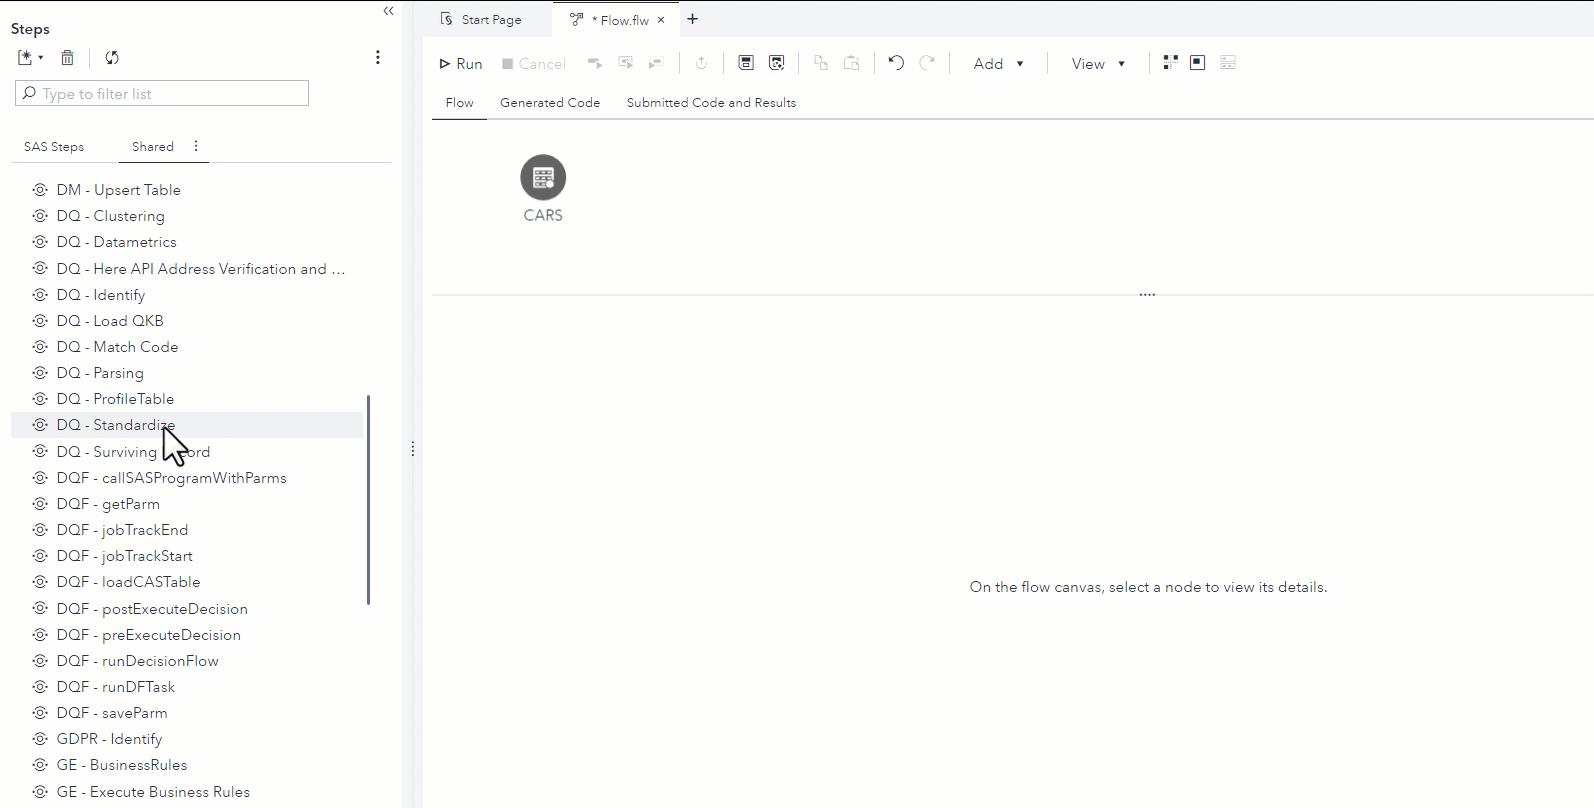 Steps
Type to filter list
SAS Steps
Shared
DM - Upsert Table
DQ - Clustering
DQ - Datametrics
DQ - Here API Address Verification and ...
DQ - Identify
DQ - Load QKB
DQ - Match Code
DQ - Parsing
DQ - ProfileTable
DQ - Standardize
DQ - Surviving ord
DQF - callSASProgramWithParms
DQF - getParm
DQF - jobTrackEnd
DQF - jobTrackStart
DQF - loadCASTable
DQF - postExecuteDecision
DQF - preExecuteDecision
DQF - runDecisionFlow
DQF - runDFTask
DQF - saveParm
GDPR - Identify
GE - BusinessRules
GE - Execute Business Rules
Start Page
* Flow.flw
Run
Cancel
Add
View
Flow
Generated Code
Submitted Code and Results
CARS
On the flow canvas, select a node to view its details.